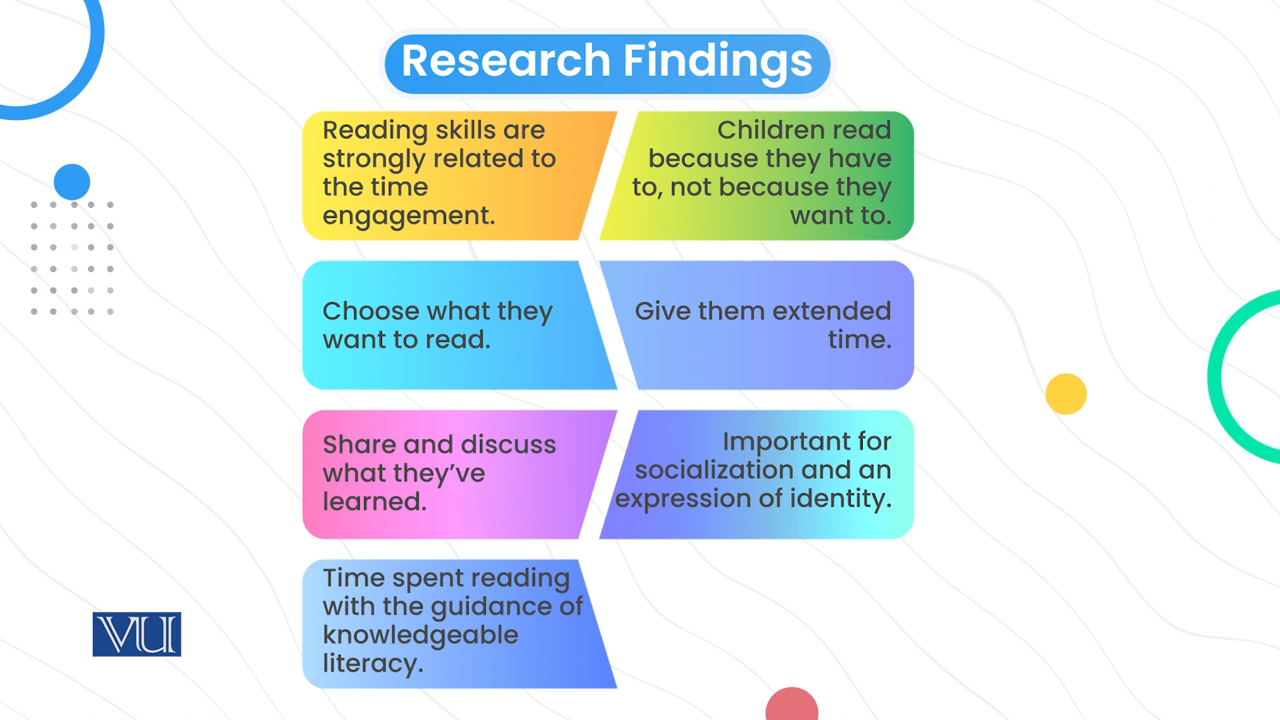 Research Findings
Reading skills are
strongly related to
the time
engagement.
Children read
because they have
to, not because they
want to.
Choose what they
want to read.
Give them extended
time.
Share and discuss
what they’ve
learned.
Important for
socialization and an
expression of identity.
Time spent reading
with the guidance of
knowledgeable
literacy.
VU